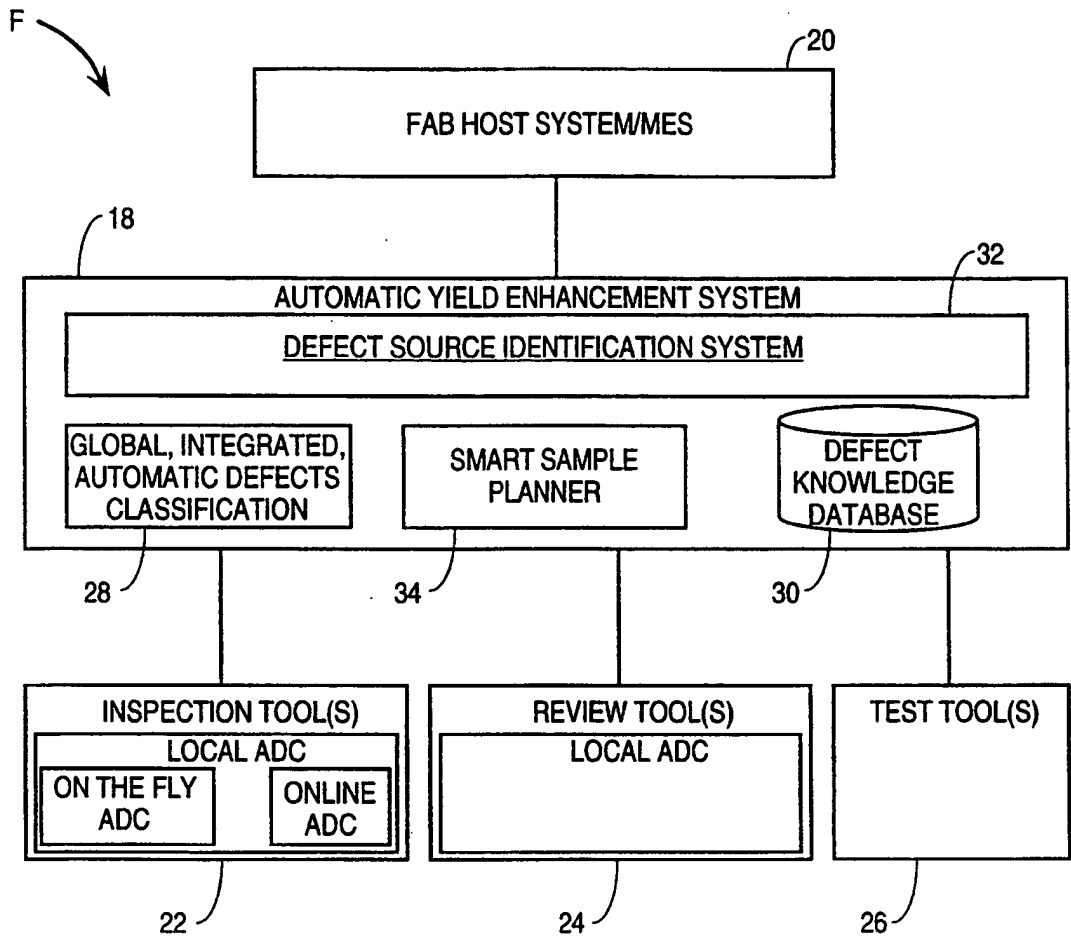 F
20
FAB HOST SYSTEM/MES
18
32
AUTOMATIC YIELD ENHANCEMENT SYSTEM
DEFECT SOURCE IDENTIFICATION SYSTEM
GLOBAL, INTEGRATED,
AUTOMATIC DEFECTS
CLASSIFICATION
SMART SAMPLE
PLANNER
DEFECT
KNOWLEDGE
DATABASE
28
34
30
INSPECTION TOOL(S)
LOCAL ADC
ON THE FLY
ADC
ONLINE
ADC
REVIEW TOOL(S)
LOCAL ADC
TEST TOOL(S)
22
24
26